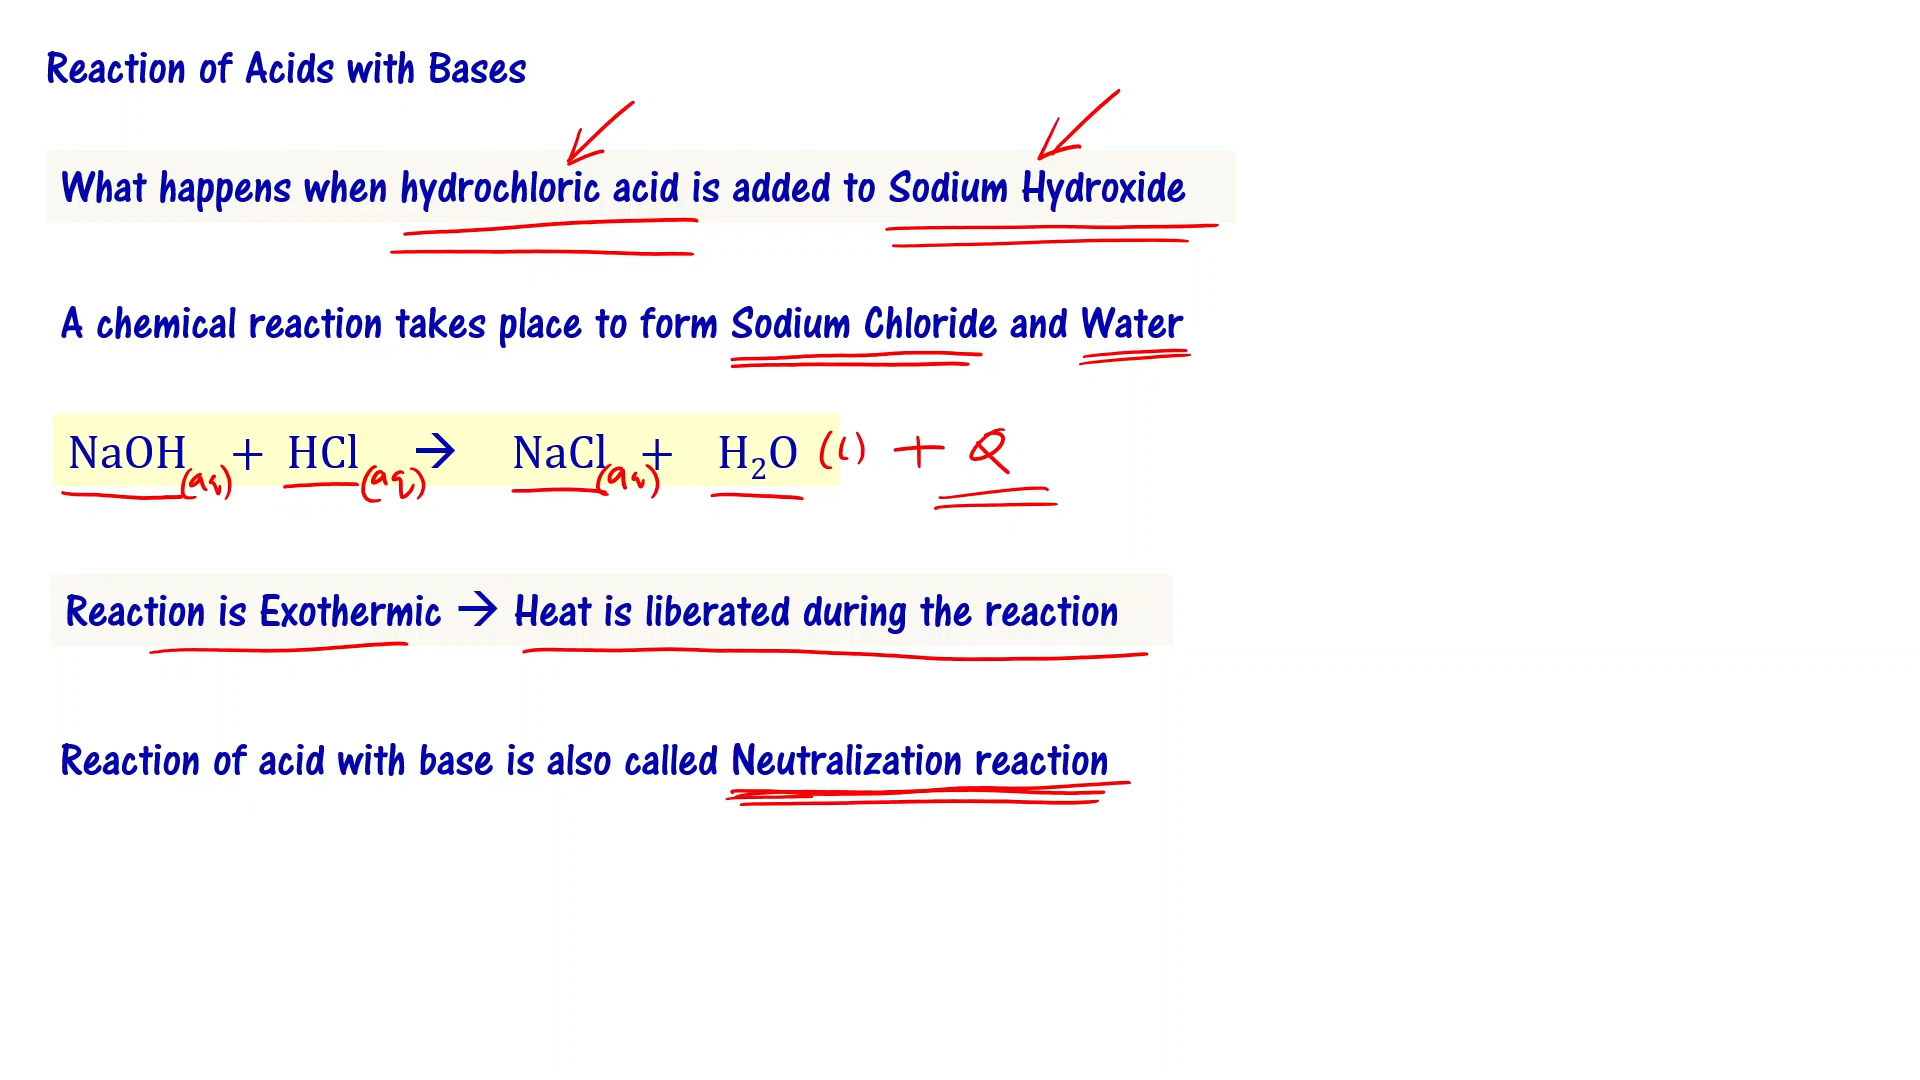 Reaction of Acids with Bases
What happens when hydrochloric acid is added to Sodium Hydroxide
A chemical reaction takes place to form Sodium Chloride and Water
NaOH(aq) + HCl(aq) → NaCl(aq) + H₂O (l) + Q
Reaction is Exothermic → Heat is liberated during the reaction
Reaction of acid with base is also called Neutralization reaction